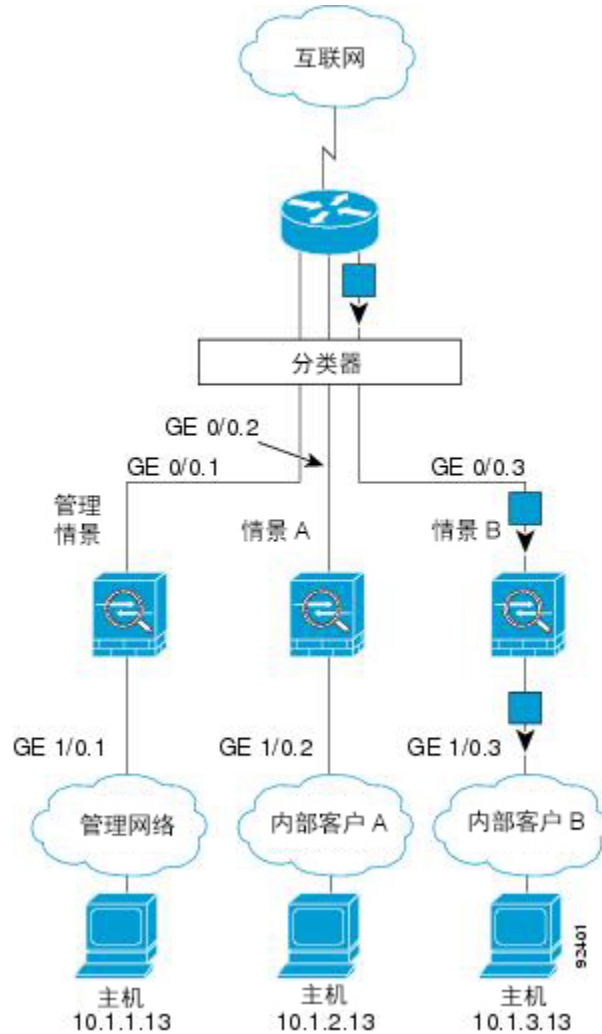 互联网
分类器
GE 0/0.2
GE 0/0.1
GE 0/0.3
管理
情景
情景 A
情景 B
GE 1/0.1
GE 1/0.2
GE 1/0.3
管理网络
内部客户 A
内部客户 B
主机
10.1.1.13
主机
10.1.2.13
主机
10.1.3.13
92401